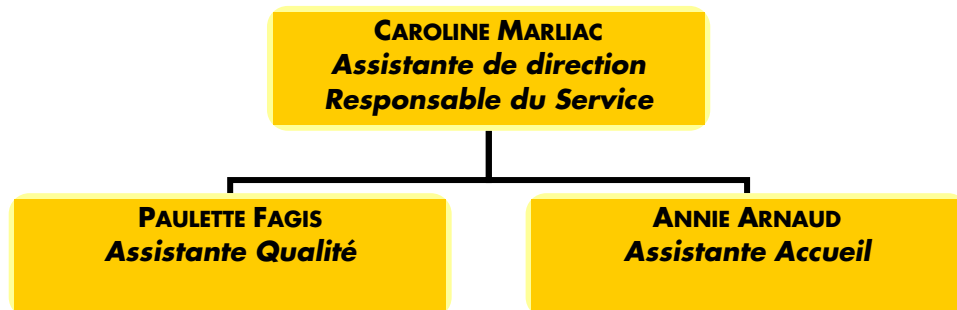 CAROLINE MARLIAC
Assistante de direction
Responsable du Service
PAULETTE FAGIS
Assistante Qualité
ANNIE ARNAUD
Assistante Accueil